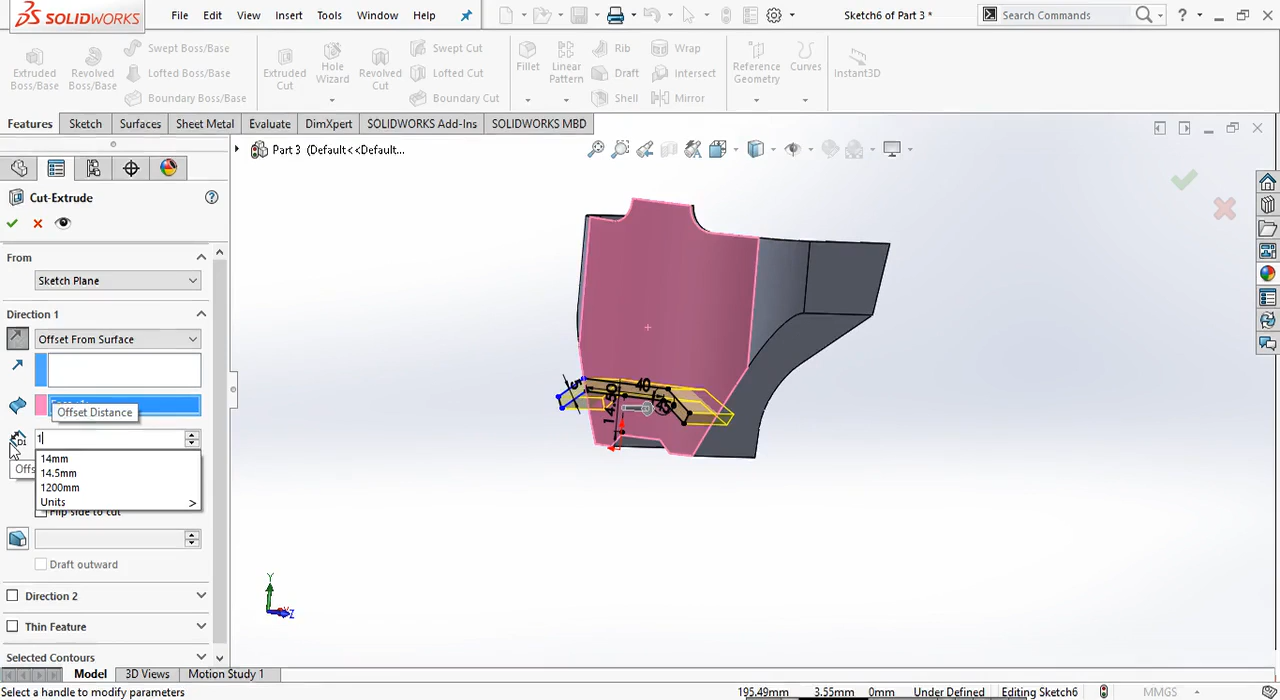 SOLIDWORKS File Edit View Insert Tools Window Help Sketch6 of Part 3 * Search Commands
Extruded Boss/Base Revolved Boss/Base Swept Boss/Base Lofted Boss/Base Boundary Boss/Base
Extruded Cut Hole Wizard Revolved Cut Swept Cut Lofted Cut Boundary Cut
Fillet Linear Pattern Rib Draft Shell Wrap Intersect Mirror
Reference Geometry Curves Instant3D
Features Sketch Surfaces Sheet Metal Evaluate DimXpert SOLIDWORKS Add-Ins SOLIDWORKS MBD
Part 3 (Default<<Default...
Cut-Extrude
From
Sketch Plane
Direction 1
Offset From Surface
Offset Distance
1
14mm
14.5mm
1200mm
Units >
Flip side to cut
Draft outward
Direction 2
Thin Feature
Selected Contours
40
14.50
Y
Z
Model 3D Views Motion Study 1
Select a handle to modify parameters 195.49mm 3.55mm 0mm Under Defined Editing Sketch6 MMGS